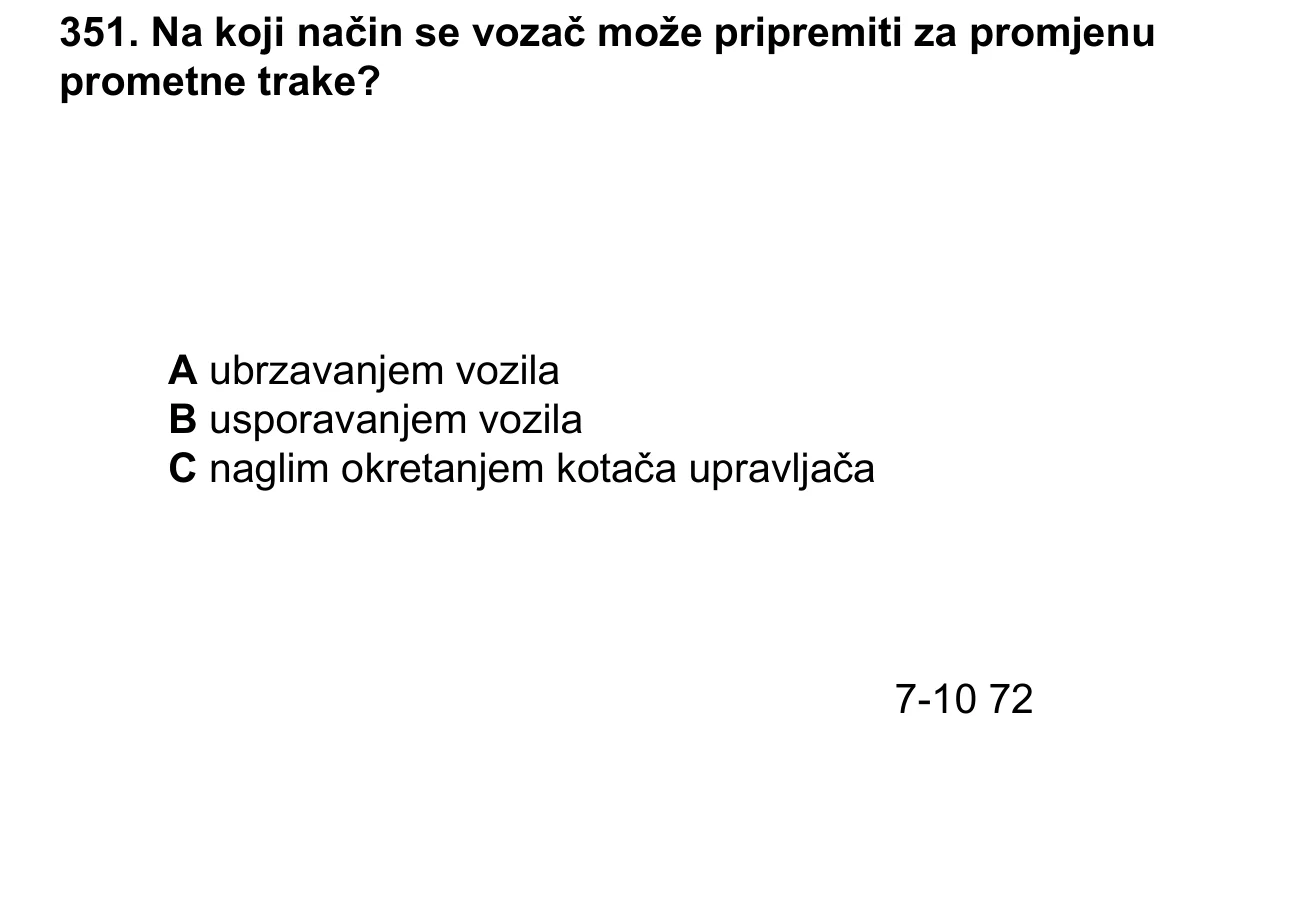 351. Na koji način se vozač može pripremiti za promjenu
prometne trake?
A ubrzavanjem vozila
B usporavanjem vozila
C naglim okretanjem kotača upravljača
7-10 72